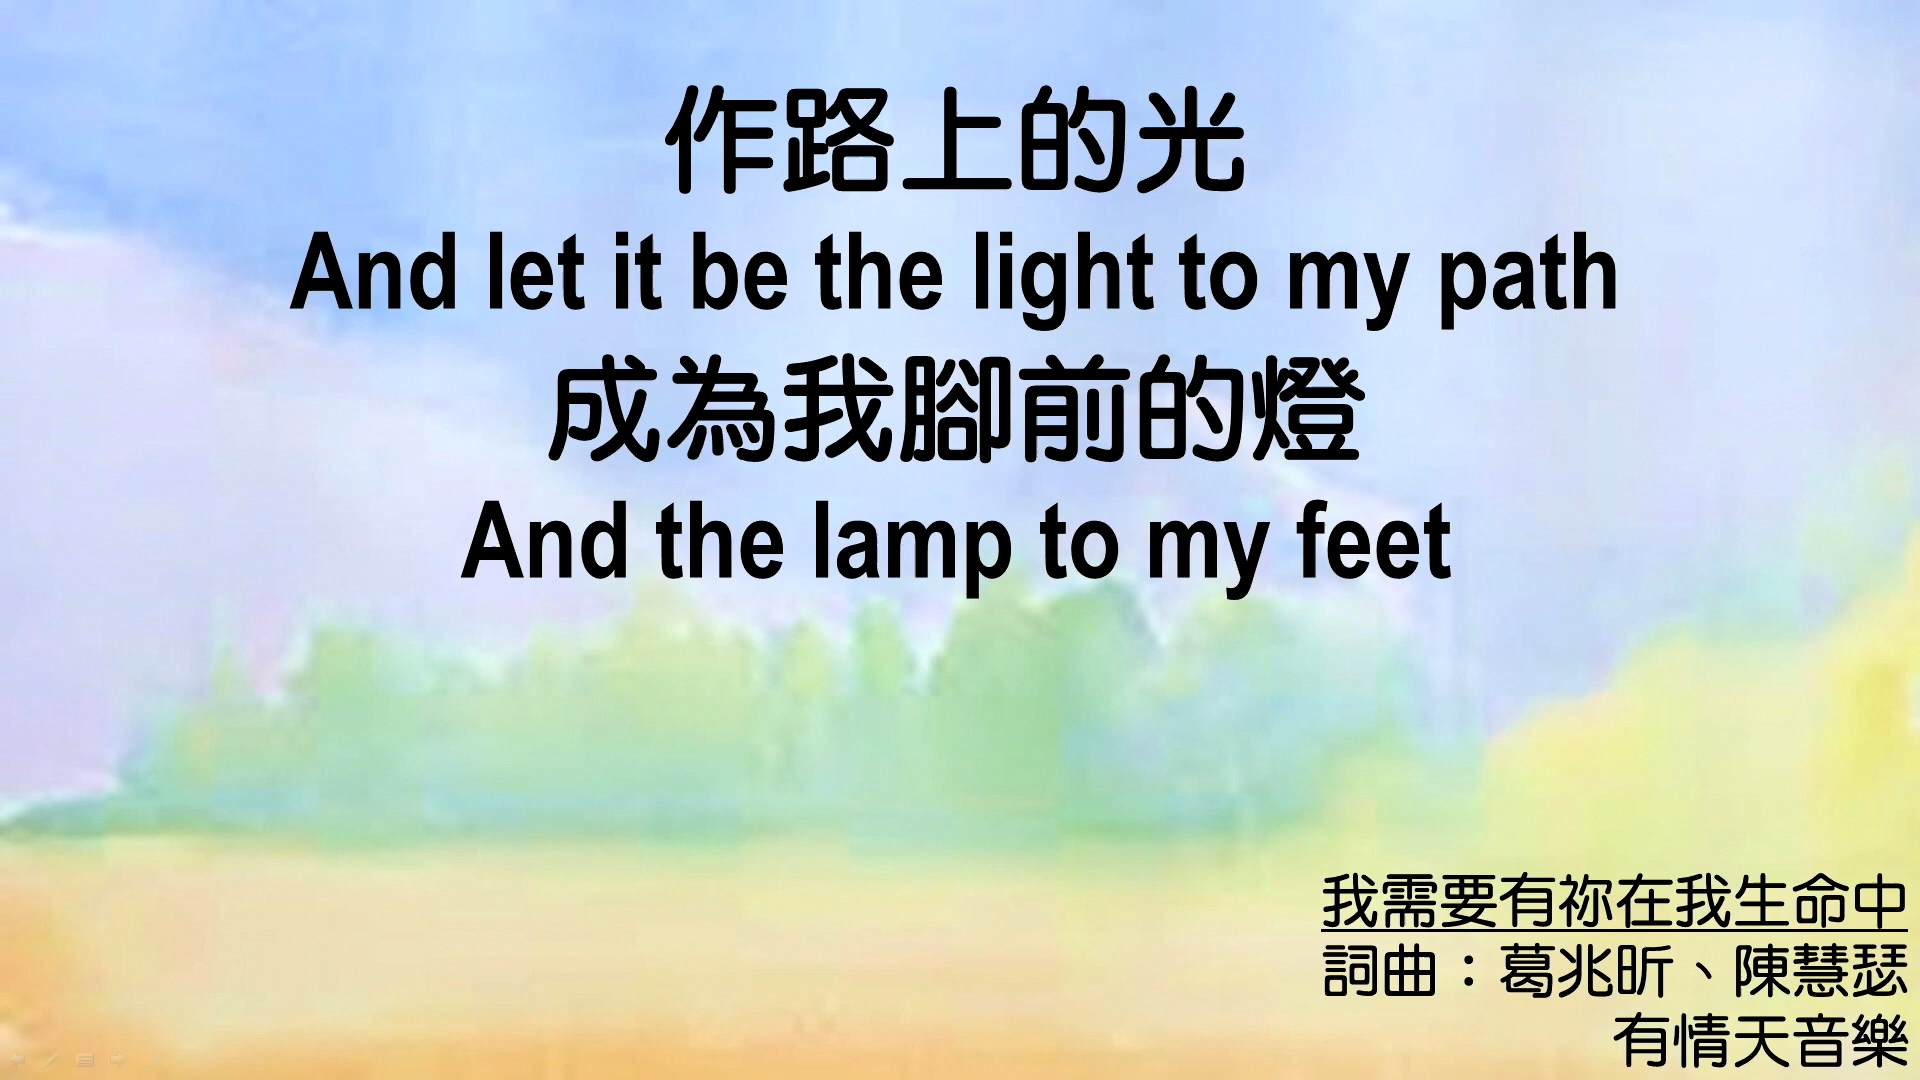 作路上的光
And let it be the light to my path
成為我腳前的燈
And the lamp to my feet
我需要有祢在我生命中
詞曲：葛兆昕、陳慧瑟
有情天音樂